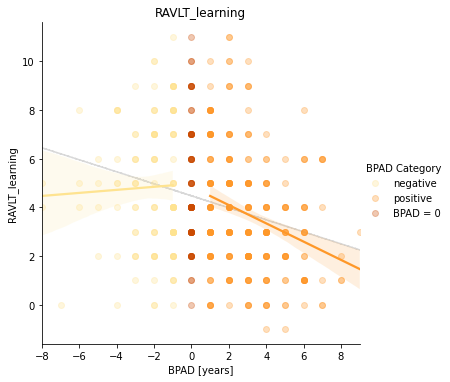 RAVLT_learning
RAVLT_learning
10
8
6
4
2
0
−8 −6 −4 −2 0 2 4 6 8
BPAD [years]
BPAD Category
negative
positive
BPAD = 0